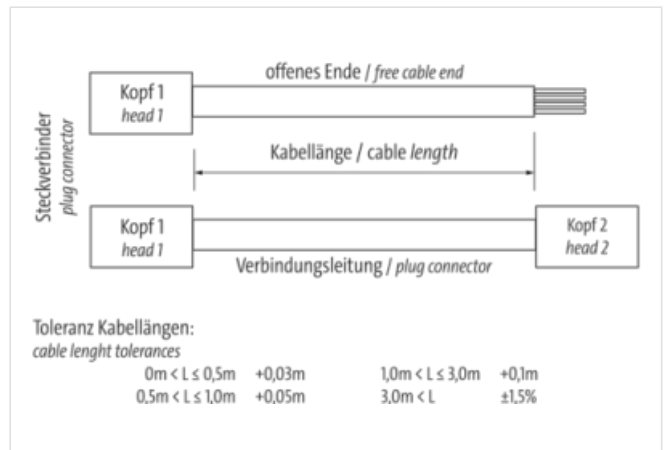 offenes Ende / free cable end
Kopf 1
head 1
Steckverbinder
plug connector
Kabellänge / cable length
Kopf 1
head 1
Kopf 2
head 2
Verbindungsleitung / plug connector
Toleranz Kabellängen:
cable lenght tolerances
0m < L ≤ 0,5m +0,03m 1,0m < L ≤ 3,0m +0,1m
0,5m < L ≤ 1,0m +0,05m 3,0m < L ±1,5%